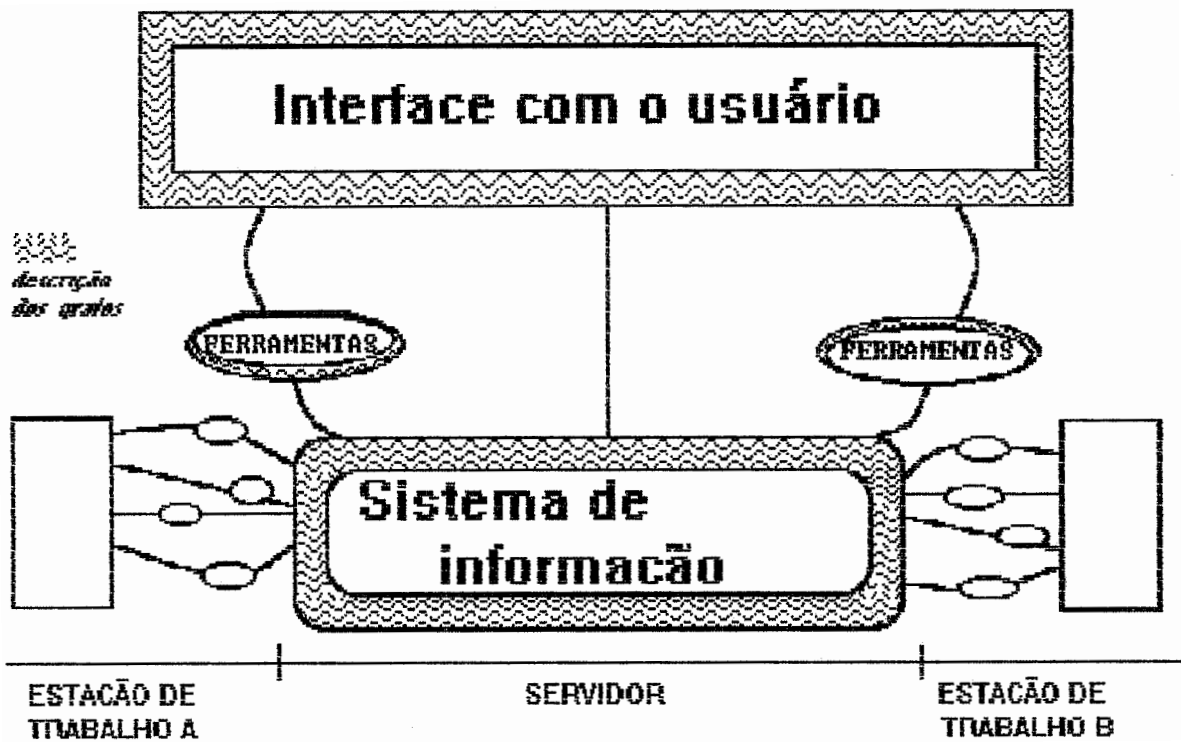 Interface com o usuário
descrição
dos grafos
FERRAMENTAS
FERRAMENTAS
Sistema de
informacão
ESTACÃO DE
TRABALHO A
SERVIDOR
ESTACÃO DE
TRABALHO B